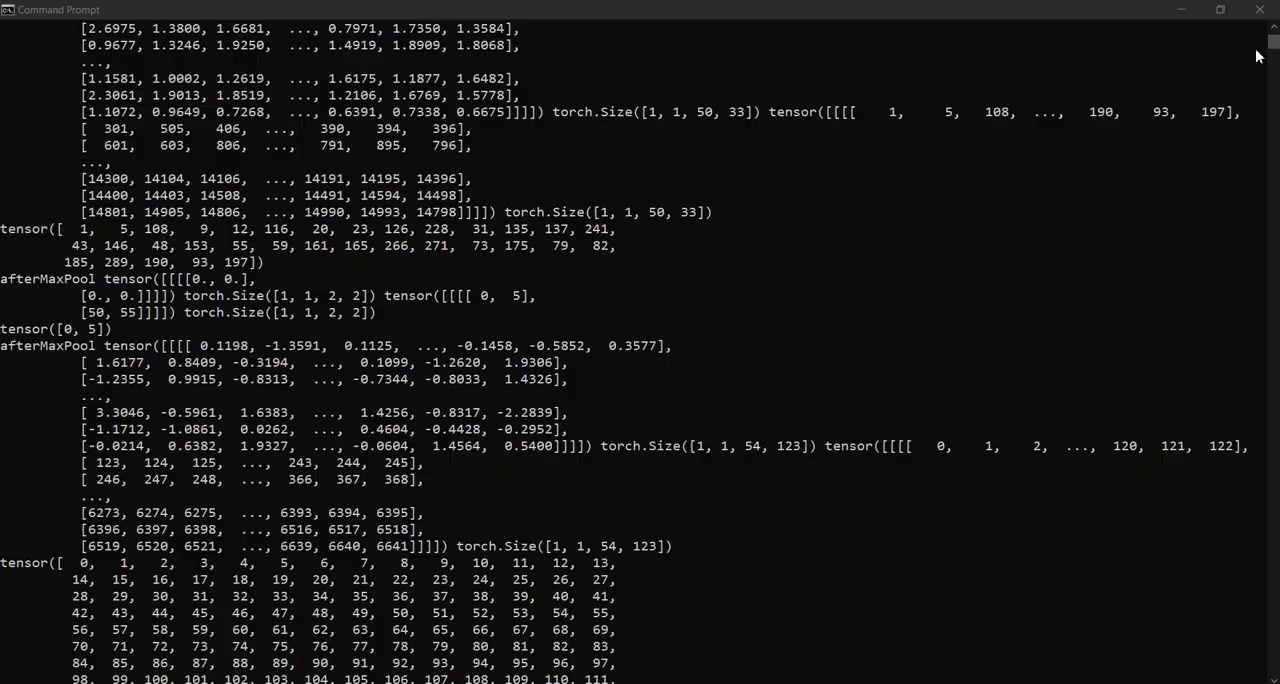 Command Prompt
[2.6975, 1.3800, 1.6681, ..., 0.7971, 1.7350, 1.3584],
[0.9677, 1.3246, 1.9250, ..., 1.4919, 1.8909, 1.8068],
...,
[1.1581, 1.0002, 1.2619, ..., 1.6175, 1.1877, 1.6482],
[2.3061, 1.9013, 1.8519, ..., 1.2106, 1.6769, 1.5778],
[1.1072, 0.9649, 0.7268, ..., 0.6391, 0.7338, 0.6675]]]]) torch.Size([1, 1, 50, 33]) tensor([[[[ 1, 5, 108, ..., 190, 93, 197],
[ 301, 505, 406, ..., 390, 394, 396],
[ 601, 603, 806, ..., 791, 895, 796],
...,
[14300, 14104, 14106, ..., 14191, 14195, 14396],
[14400, 14403, 14508, ..., 14491, 14594, 14498],
[14801, 14905, 14806, ..., 14990, 14993, 14798]]]]) torch.Size([1, 1, 50, 33])
tensor([ 1, 5, 108, 9, 12, 116, 20, 23, 126, 228, 31, 135, 137, 241,
43, 146, 48, 153, 55, 59, 161, 165, 266, 271, 73, 175, 79, 82,
185, 289, 190, 93, 197])
afterMaxPool tensor([[[[0., 0.],
[0., 0.]]]]) torch.Size([1, 1, 2, 2]) tensor([[[[ 0, 5],
[50, 55]]]]) torch.Size([1, 1, 2, 2])
tensor([0, 5])
afterMaxPool tensor([[[[ 0.1198, -1.3591, 0.1125, ..., -0.1458, -0.5852, 0.3577],
[ 1.6177, 0.8409, -0.3194, ..., 0.1099, -1.2620, 1.9306],
[-1.2355, 0.9915, -0.8313, ..., -0.7344, -0.8033, 1.4326],
...,
[ 3.3046, -0.5961, 1.6383, ..., 1.4256, -0.8317, -2.2839],
[-1.1712, -1.0861, 0.0262, ..., 0.4604, -0.4428, -0.2952],
[-0.0214, 0.6382, 1.9327, ..., -0.0604, 1.4564, 0.5400]]]]) torch.Size([1, 1, 54, 123]) tensor([[[[ 0, 1, 2, ..., 120, 121, 122],
[ 123, 124, 125, ..., 243, 244, 245],
[ 246, 247, 248, ..., 366, 367, 368],
...,
[6273, 6274, 6275, ..., 6393, 6394, 6395],
[6396, 6397, 6398, ..., 6516, 6517, 6518],
[6519, 6520, 6521, ..., 6639, 6640, 6641]]]]) torch.Size([1, 1, 54, 123])
tensor([ 0, 1, 2, 3, 4, 5, 6, 7, 8, 9, 10, 11, 12, 13,
14, 15, 16, 17, 18, 19, 20, 21, 22, 23, 24, 25, 26, 27,
28, 29, 30, 31, 32, 33, 34, 35, 36, 37, 38, 39, 40, 41,
42, 43, 44, 45, 46, 47, 48, 49, 50, 51, 52, 53, 54, 55,
56, 57, 58, 59, 60, 61, 62, 63, 64, 65, 66, 67, 68, 69,
70, 71, 72, 73, 74, 75, 76, 77, 78, 79, 80, 81, 82, 83,
84, 85, 86, 87, 88, 89, 90, 91, 92, 93, 94, 95, 96, 97,
98, 99, 100, 101, 102, 103, 104, 105, 106, 107, 108, 109, 110, 111,